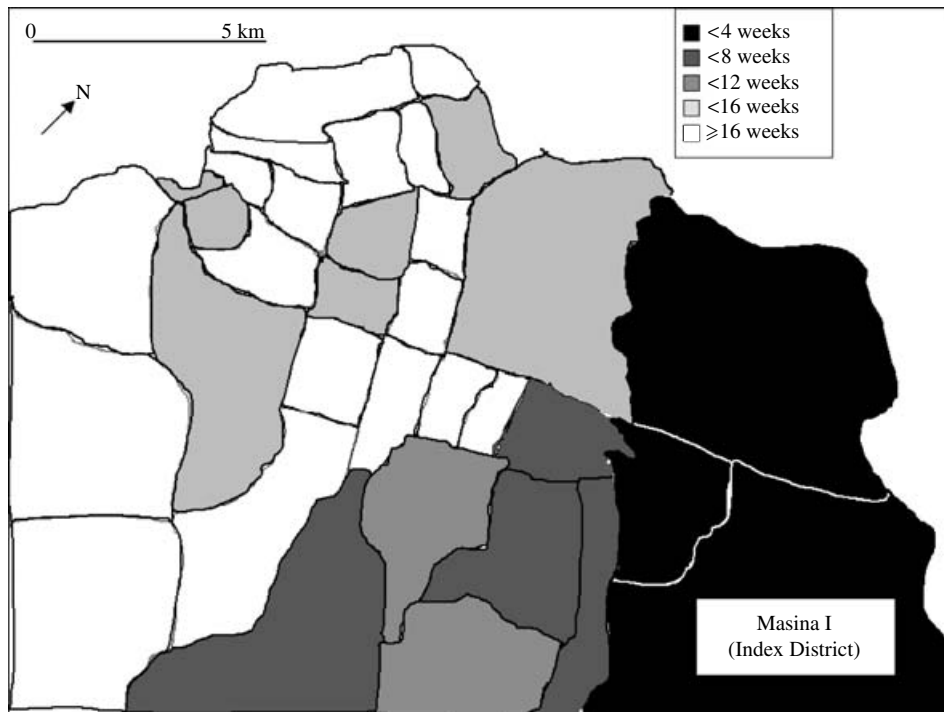 0 5 km
N
<4 weeks
<8 weeks
<12 weeks
<16 weeks
⩾16 weeks
Masina I
(Index District)